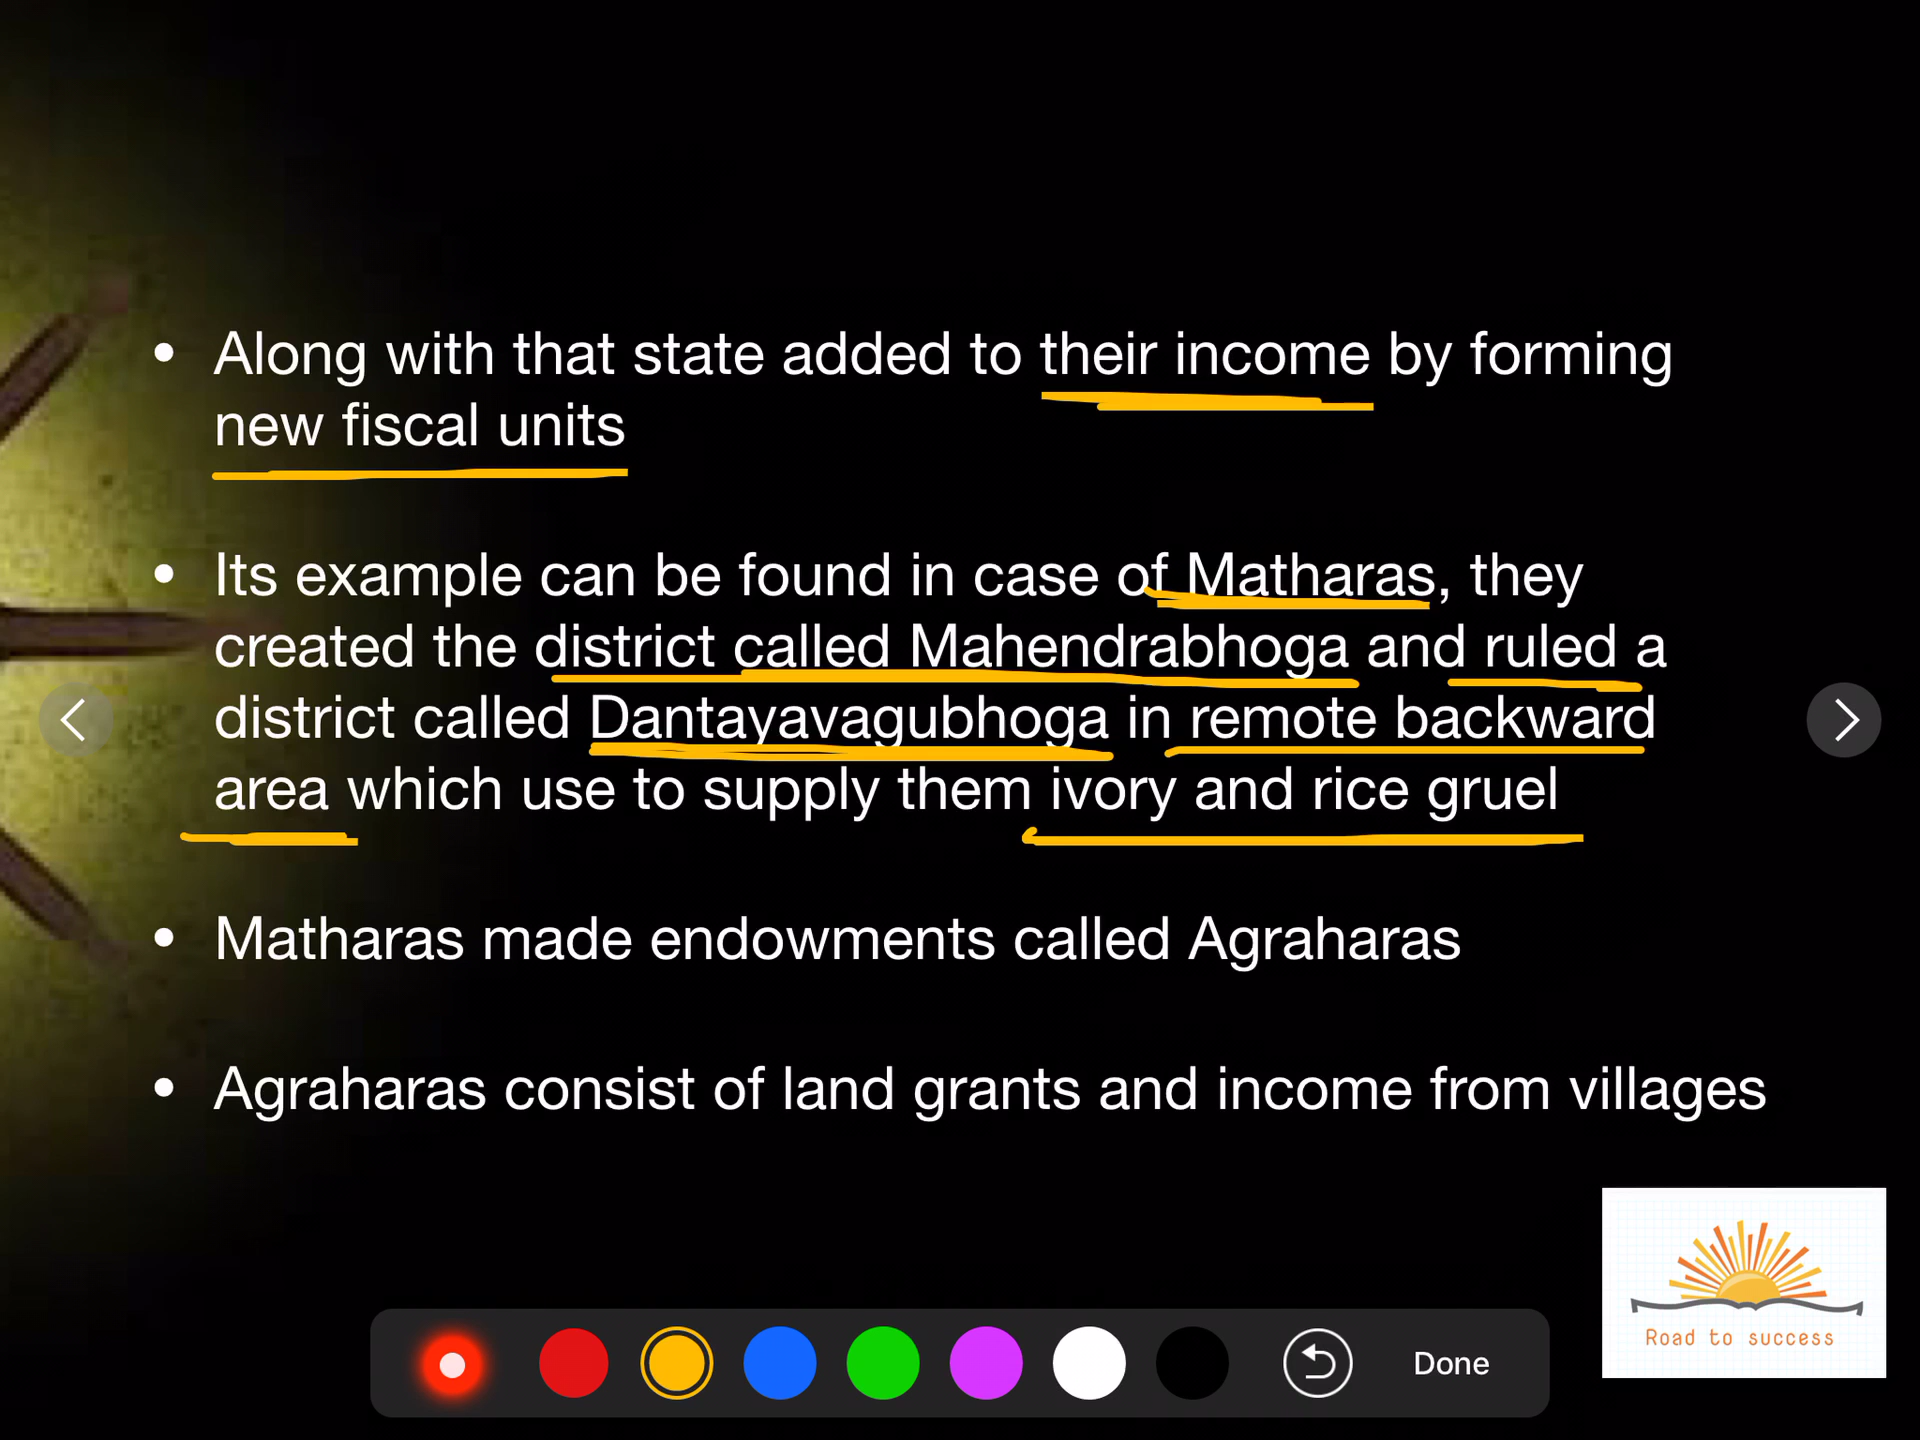 • Along with that state added to their income by forming
new fiscal units
• Its example can be found in case of Matharas, they
created the district called Mahendrabhoga and ruled a
district called Dantayavagubhoga in remote backward
area which use to supply them ivory and rice gruel
• Matharas made endowments called Agraharas
• Agraharas consist of land grants and income from villages
Road to success
Done